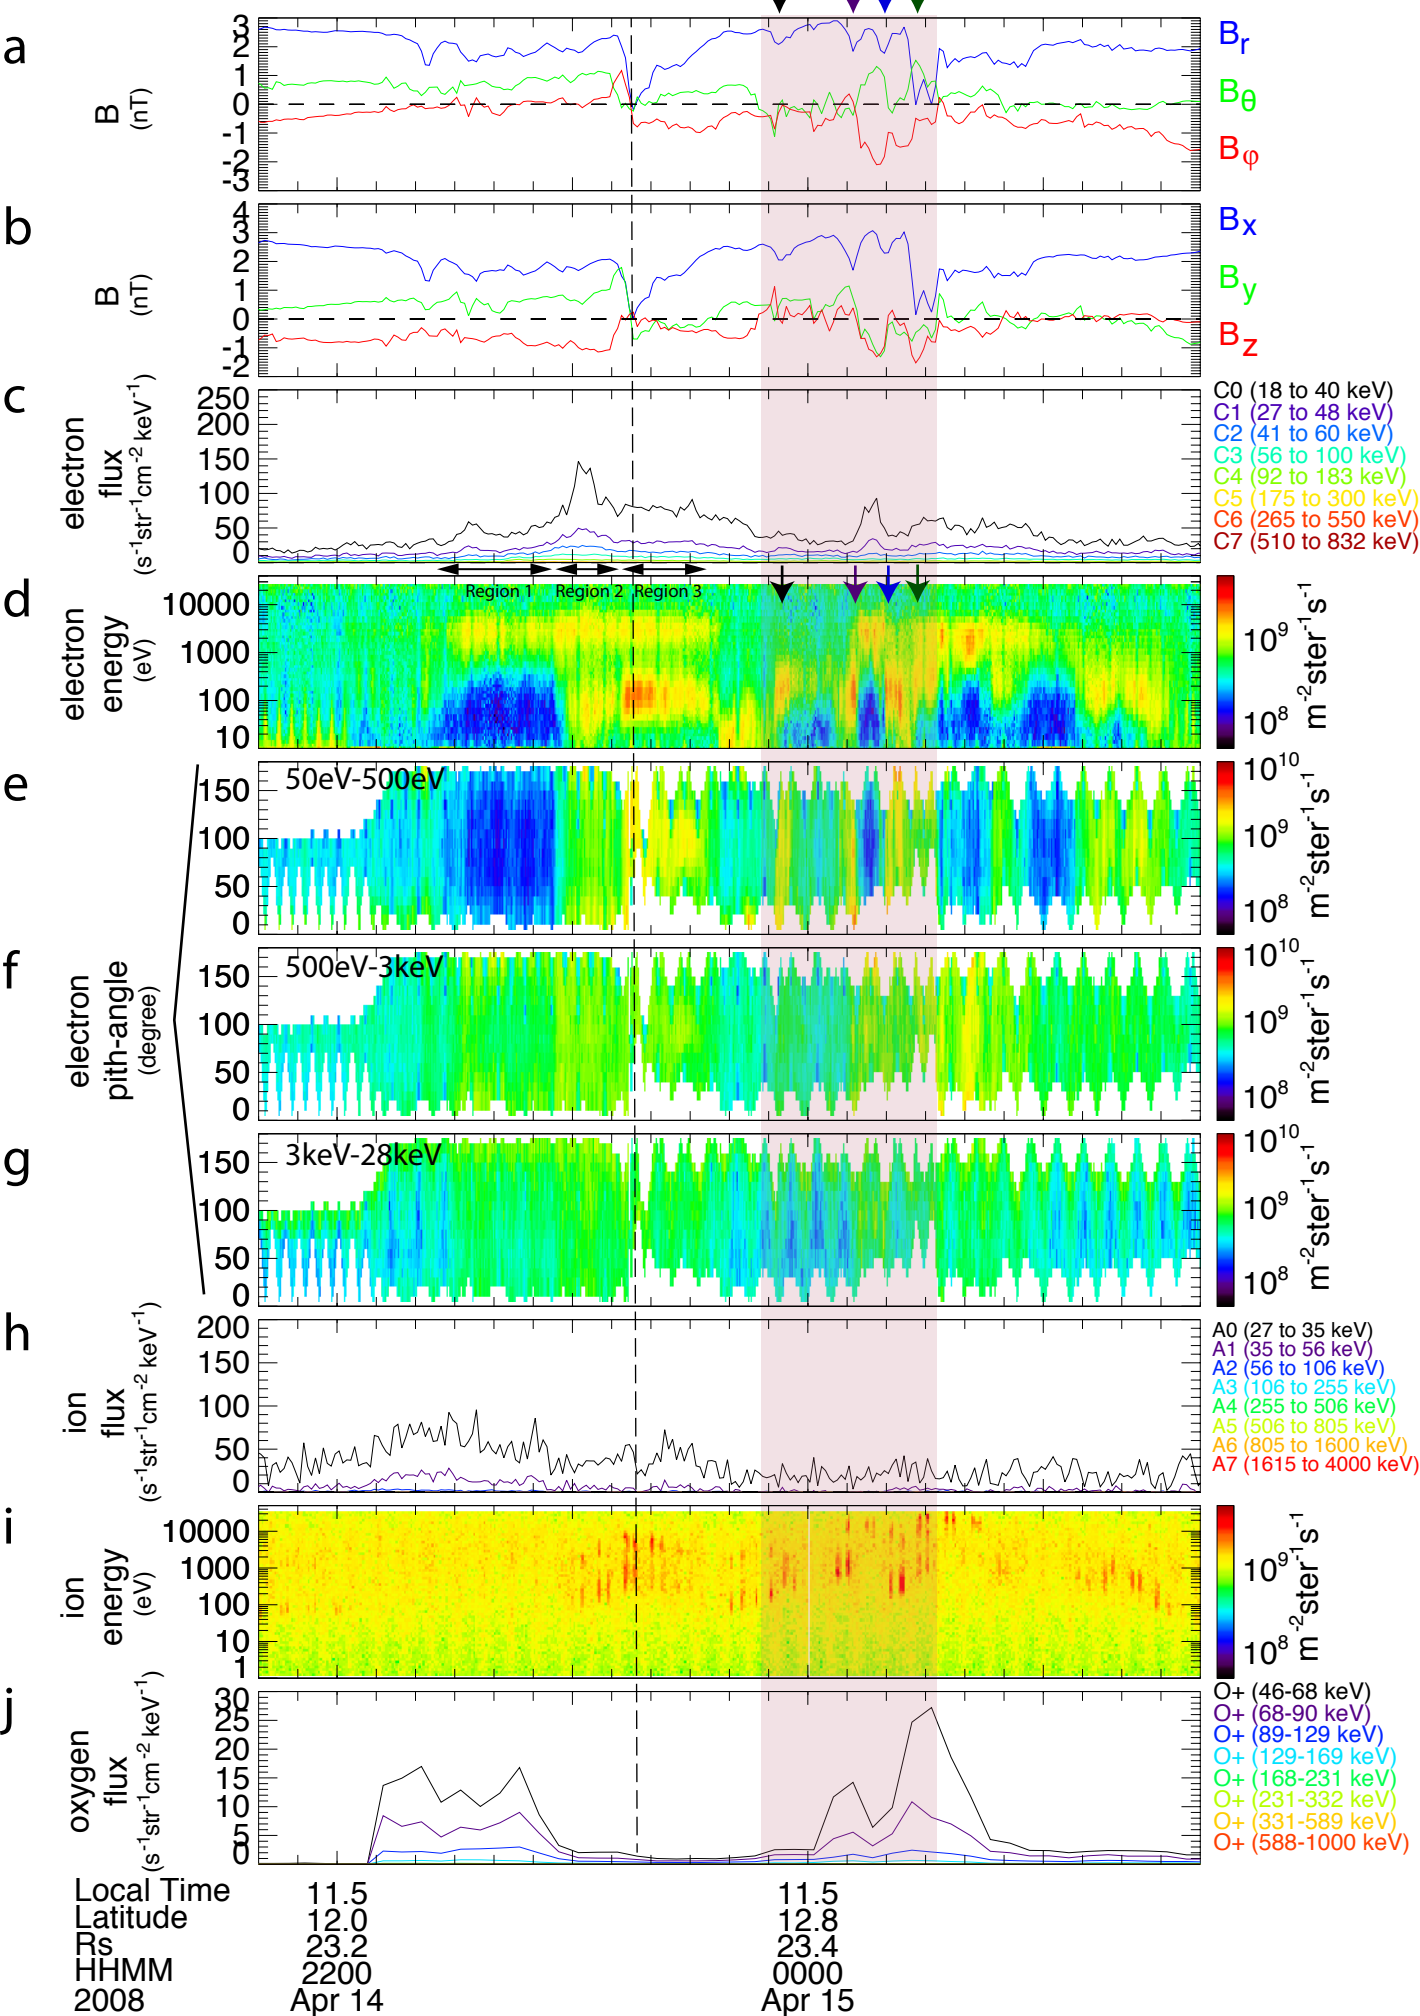 a
B
(nT)
3
2
1
0
-1
-2
-3
Br
Bθ
Bφ
b
B
(nT)
4
3
2
1
0
-1
-2
Bx
By
Bz
c
electron
flux
(s-1str-1cm-2 keV-1)
250
200
150
100
50
0
C0 (18 to 40 keV)
C1 (27 to 48 keV)
C2 (41 to 60 keV)
C3 (56 to 100 keV)
C4 (92 to 183 keV)
C5 (175 to 300 keV)
C6 (265 to 550 keV)
C7 (510 to 832 keV)
d
electron
energy
(eV)
10000
1000
100
10
Region 1
Region 2
Region 3
10^9
10^8
m-2ster-1s-1
electron
pith-angle
(degree)
e
50eV-500eV
150
100
50
0
10^10
10^9
10^8
m-2ster-1s-1
f
500eV-3keV
150
100
50
0
10^10
10^9
10^8
m-2ster-1s-1
g
3keV-28keV
150
100
50
0
10^10
10^9
10^8
m-2ster-1s-1
h
ion
flux
(s-1str-1cm-2 keV-1)
200
150
100
50
0
A0 (27 to 35 keV)
A1 (35 to 56 keV)
A2 (56 to 106 keV)
A3 (106 to 255 keV)
A4 (255 to 506 keV)
A5 (506 to 805 keV)
A6 (805 to 1600 keV)
A7 (1615 to 4000 keV)
i
ion
energy
(eV)
10000
1000
100
10
1
10^9
10^8
m-2ster-1s-1
j
oxygen
flux
(s-1str-1cm-2 keV-1)
30
25
20
15
10
5
0
O+ (46-68 keV)
O+ (68-90 keV)
O+ (89-129 keV)
O+ (129-169 keV)
O+ (168-231 keV)
O+ (231-332 keV)
O+ (331-589 keV)
O+ (588-1000 keV)
Local Time 11.5 11.5
Latitude 12.0 12.8
Rs 23.2 23.4
HHMM 2200 0000
2008 Apr 14 Apr 15